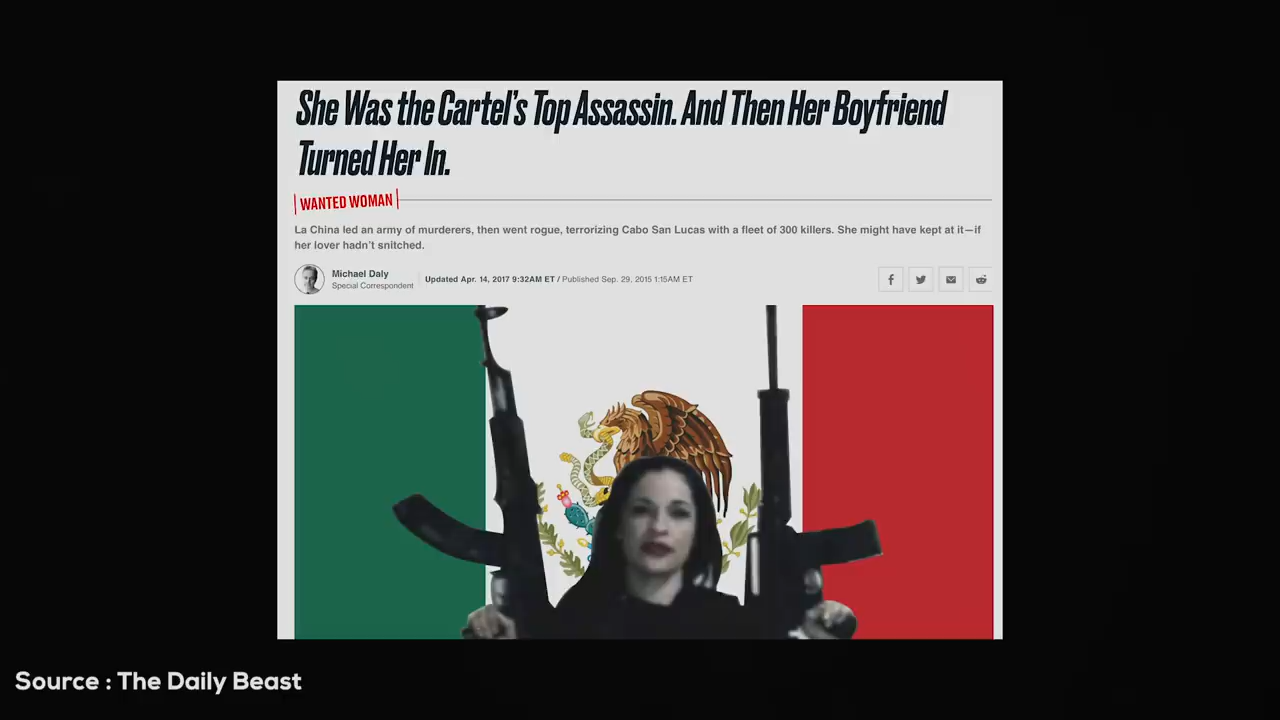 She Was the Cartel's Top Assassin. And Then Her Boyfriend
Turned Her In.
WANTED WOMAN
La China led an army of murderers, then went rogue, terrorizing Cabo San Lucas with a fleet of 300 killers. She might have kept at it—if
her lover hadn't snitched.
Michael Daly
Special Correspondent
Updated Apr. 14, 2017 9:32AM ET / Published Sep. 29, 2015 1:15AM ET
Source : The Daily Beast